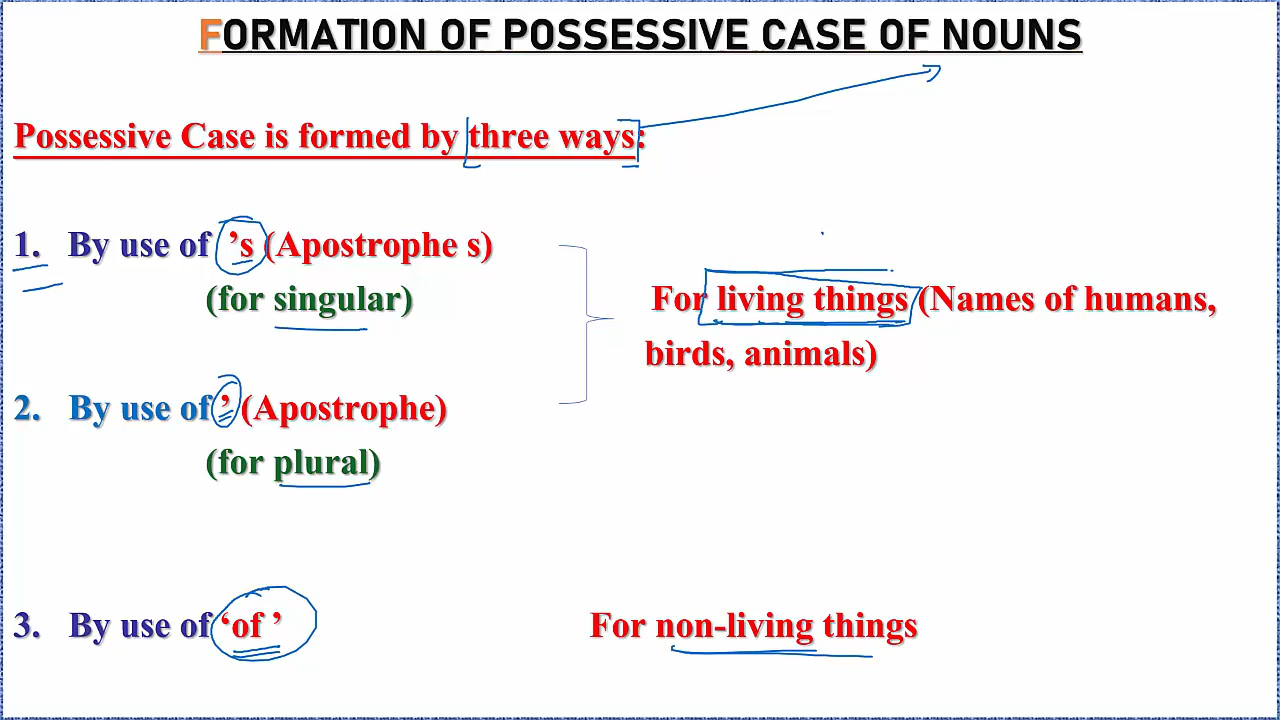 FORMATION OF POSSESSIVE CASE OF NOUNS
Possessive Case is formed by three ways:
1. By use of ’s (Apostrophe s)
(for singular)
For living things (Names of humans,
birds, animals)
2. By use of ’ (Apostrophe)
(for plural)
3. By use of ‘of ’ For non-living things